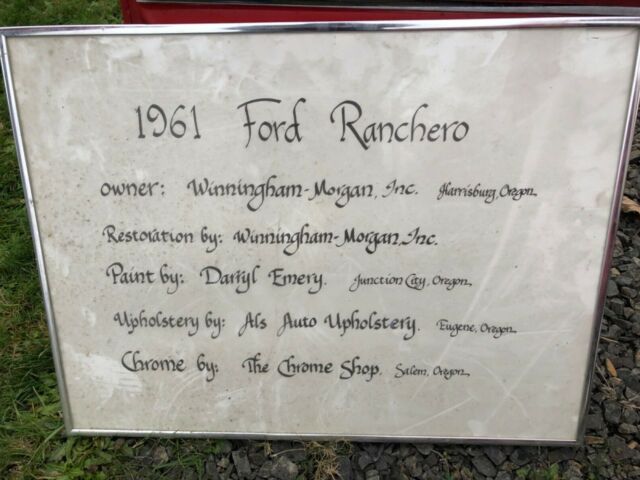 1961 Ford Ranchero
owner: Winningham-Morgan, Inc. Harrisburg, Oregon
Restoration by: Winningham-Morgan, Inc.
Paint by: Darryl Emery. Junction City, Oregon
Upholstery by: Als Auto Upholstery. Eugene, Oregon
Chrome by: The Chrome Shop. Salem, Oregon